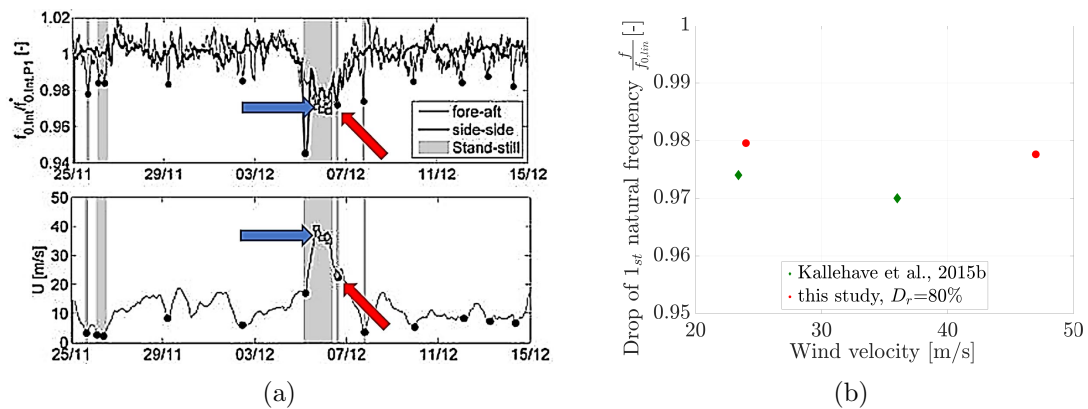 f0,Int/f*0,Int,P1 [-]
1.02
1
0.98
0.96
0.94
fore-aft
side-side
Stand-still
25/11 29/11 03/12 07/12 11/12 15/12
U [m/s]
50
40
30
20
10
0
25/11 29/11 03/12 07/12 11/12 15/12
(a)
Drop of 1st natural frequency f/f0,lin [-]
1
0.99
0.98
0.97
0.96
0.95
Kallehave et al., 2015b
this study, Dr=80%
20 30 40 50
Wind velocity [m/s]
(b)